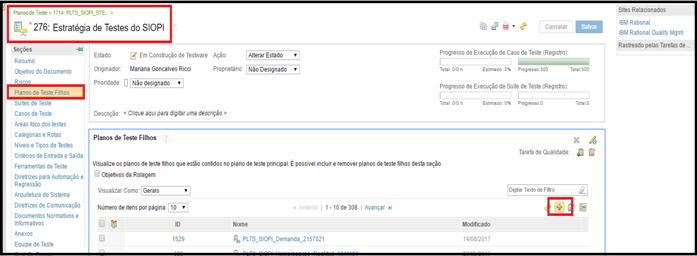 Planos de Teste > 1714: PLTS_SIOPI_STE... >
276: Estratégia de Testes do SIOPI
Cancelar
Salvar
Sites Relacionados
IBM Rational
IBM Rational Quality Mgmt
Rastreado pelas Tarefas de ...
Seções
Resumo
Objetivo do Documento
Riscos
Planos de Teste Filhos
Suítes de Teste
Casos de Teste
Áreas foco dos testes
Categorias e Rotas
Níveis e Tipos de Testes
Critérios de Entrada e Saída
Ferramentas de Teste
Diretrizes para Automação e Regressão
Arquitetura do Sistema
Diretrizes de Comunicação
Documentos Normativos e Informativos
Anexos
Equipe de Teste
Estado:
Em Construção de Testware
Ação:
Alterar Estado
Originador:
Mariana Goncalves Ricci
Proprietário:
Não Designado
Prioridade:
Não designado
Descrição:
< Clique aqui para digitar uma descrição >
Progresso de Execução de Caso de Teste (Registro):
Total: 0/0 h
Estimado: 0%
Progresso:300
Total:300
Progresso de Execução de Suíte de Teste (Registro):
Total: 0/0 h
Estimado: 0%
Progresso:0
Total:0
Planos de Teste Filhos
Tarefa de Qualidade:
Visualize os planos de teste filhos que estão contidos no plano de teste principal. É possível incluir e remover planos de teste filhos desta seção.
Objetivos da Rolagem
Visualizar Como:
Gerais
Digitar Texto de Filtro
Número de itens por página:
10
Anterior | 1 - 10 de 308 | Avançar
ID
Nome
Modificado
1529
PLTS_SIOPI_Demanda_2157021
14/08/2017